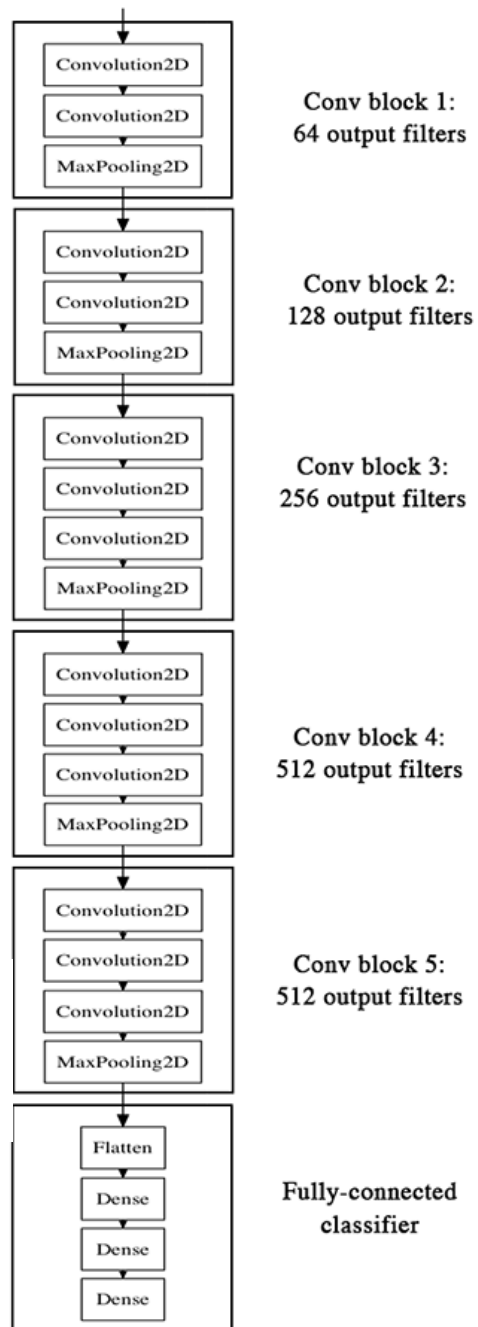 Convolution2D
Convolution2D
MaxPooling2D
Conv block 1:
64 output filters
Convolution2D
Convolution2D
MaxPooling2D
Conv block 2:
128 output filters
Convolution2D
Convolution2D
Convolution2D
MaxPooling2D
Conv block 3:
256 output filters
Convolution2D
Convolution2D
Convolution2D
MaxPooling2D
Conv block 4:
512 output filters
Convolution2D
Convolution2D
Convolution2D
MaxPooling2D
Conv block 5:
512 output filters
Flatten
Dense
Dense
Dense
Fully-connected
classifier